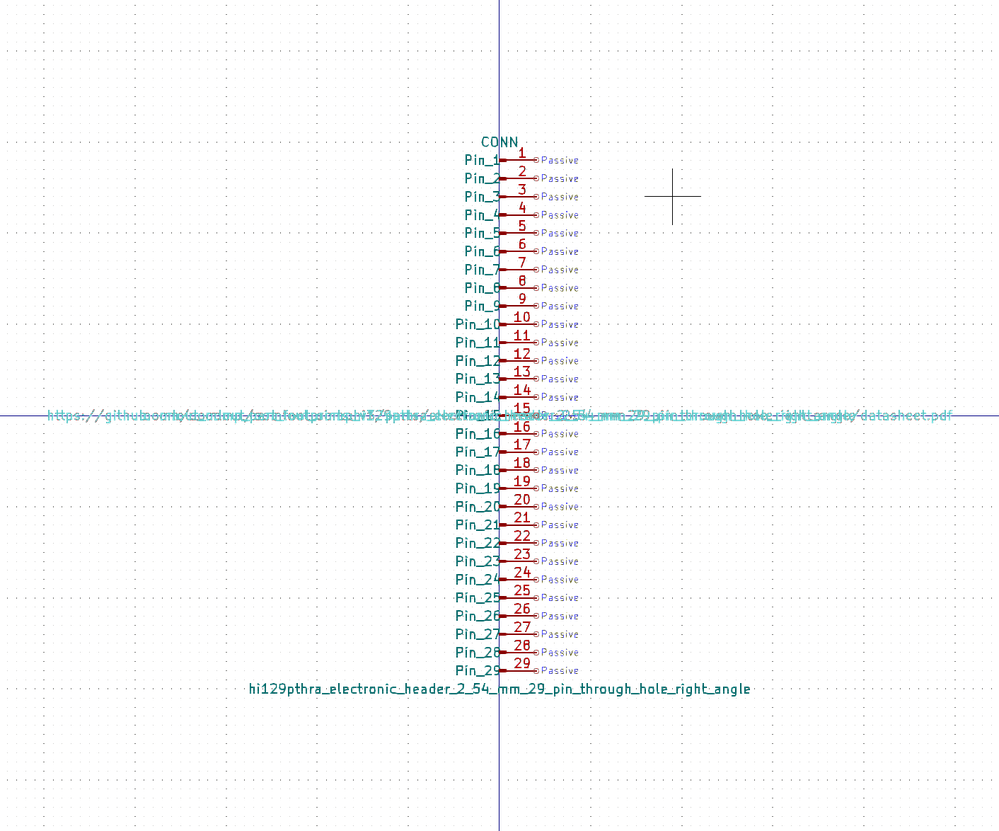 CONN
Pin_1 1 Passive
Pin_2 2 Passive
Pin_3 3 Passive
Pin_4 4 Passive
Pin_5 5 Passive
Pin_6 6 Passive
Pin_7 7 Passive
Pin_8 8 Passive
Pin_9 9 Passive
Pin_10 10 Passive
Pin_11 11 Passive
Pin_12 12 Passive
Pin_13 13 Passive
Pin_14 14 Passive
Pin_15 15
Pin_16 16 Passive
Pin_17 17 Passive
Pin_18 18 Passive
Pin_19 19 Passive
Pin_20 20 Passive
Pin_21 21 Passive
Pin_22 22 Passive
Pin_23 23 Passive
Pin_24 24 Passive
Pin_25 25 Passive
Pin_26 26 Passive
Pin_27 27 Passive
Pin_28 28 Passive
Pin_29 29 Passive
hi129pthra_electronic_header_2_54_mm_29_pin_through_hole_right_angle